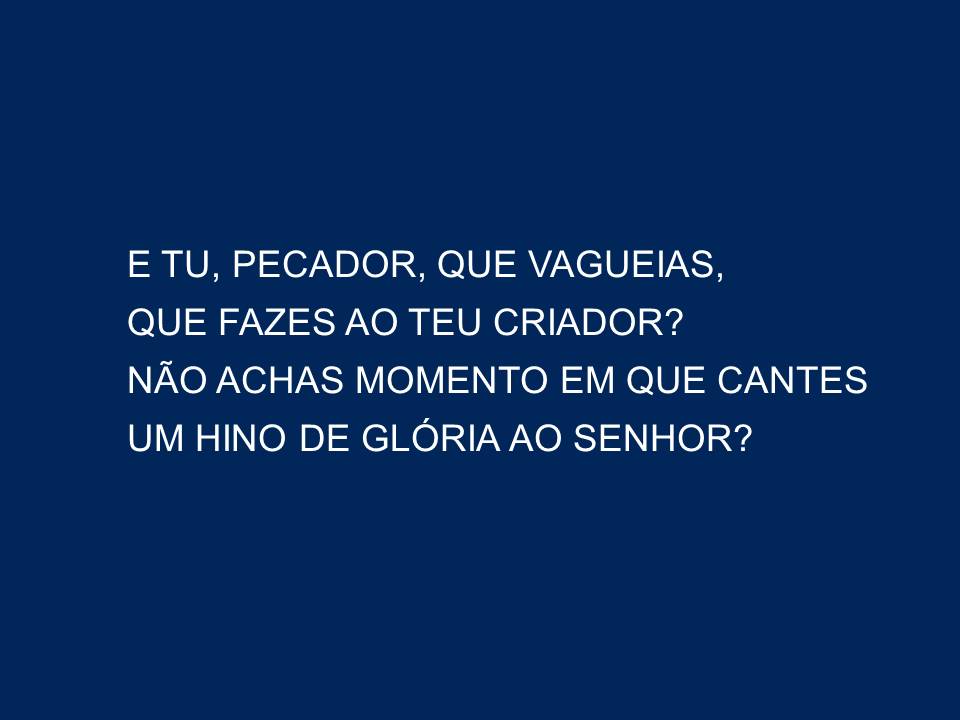 E TU, PECADOR, QUE VAGUEIAS,
QUE FAZES AO TEU CRIADOR?
NÃO ACHAS MOMENTO EM QUE CANTES
UM HINO DE GLÓRIA AO SENHOR?